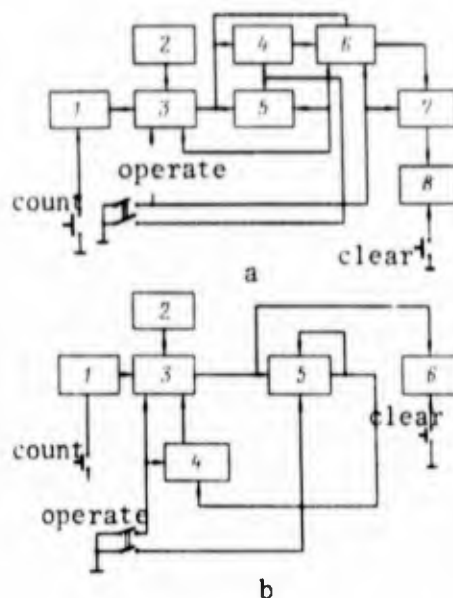 2 4 6
1 3 5 7
operate 8
count
clear
a
2
1 3 5 6
clear
count 4
operate
b